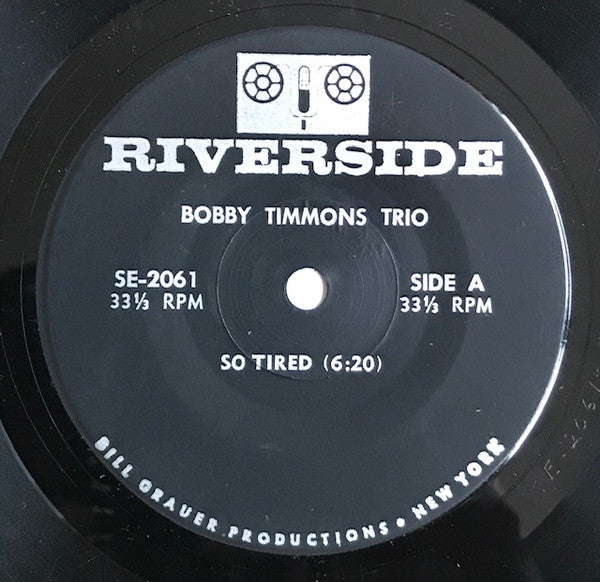 RIVERSIDE
BOBBY TIMMONS TRIO
SE-2061
33⅓ RPM
SIDE A
33⅓ RPM
SO TIRED (6:20)
BILL GRAUER PRODUCTIONS • NEW YORK